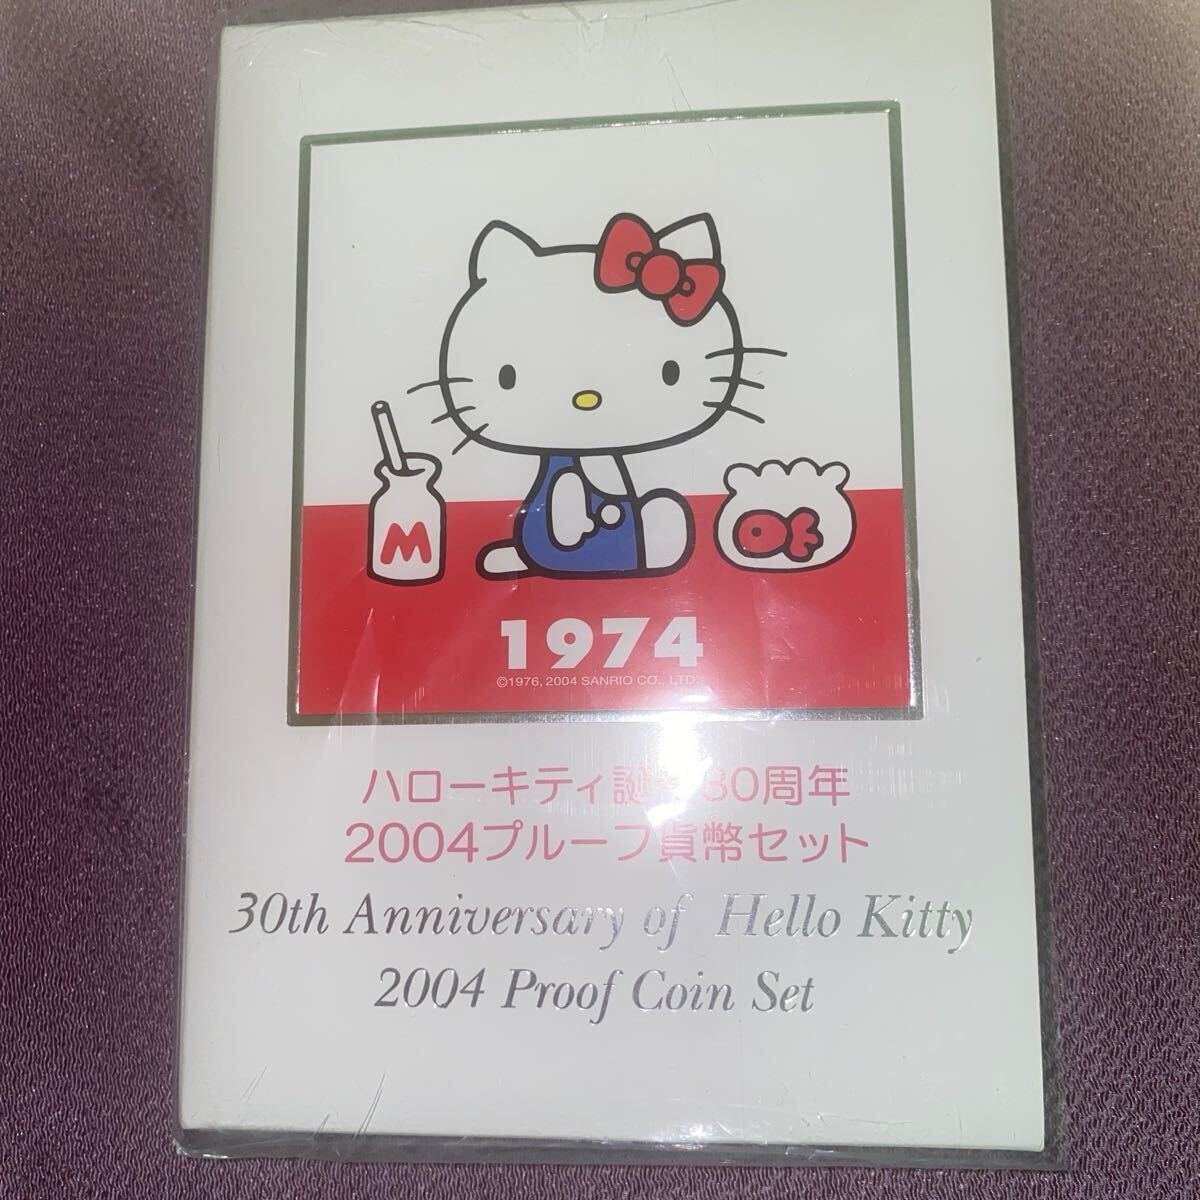 M
1974
©1976, 2004 SANRIO CO., LTD.
ハローキティ誕生30周年
2004プルーフ貨幣セット
30th Anniversary of Hello Kitty
2004 Proof Coin Set